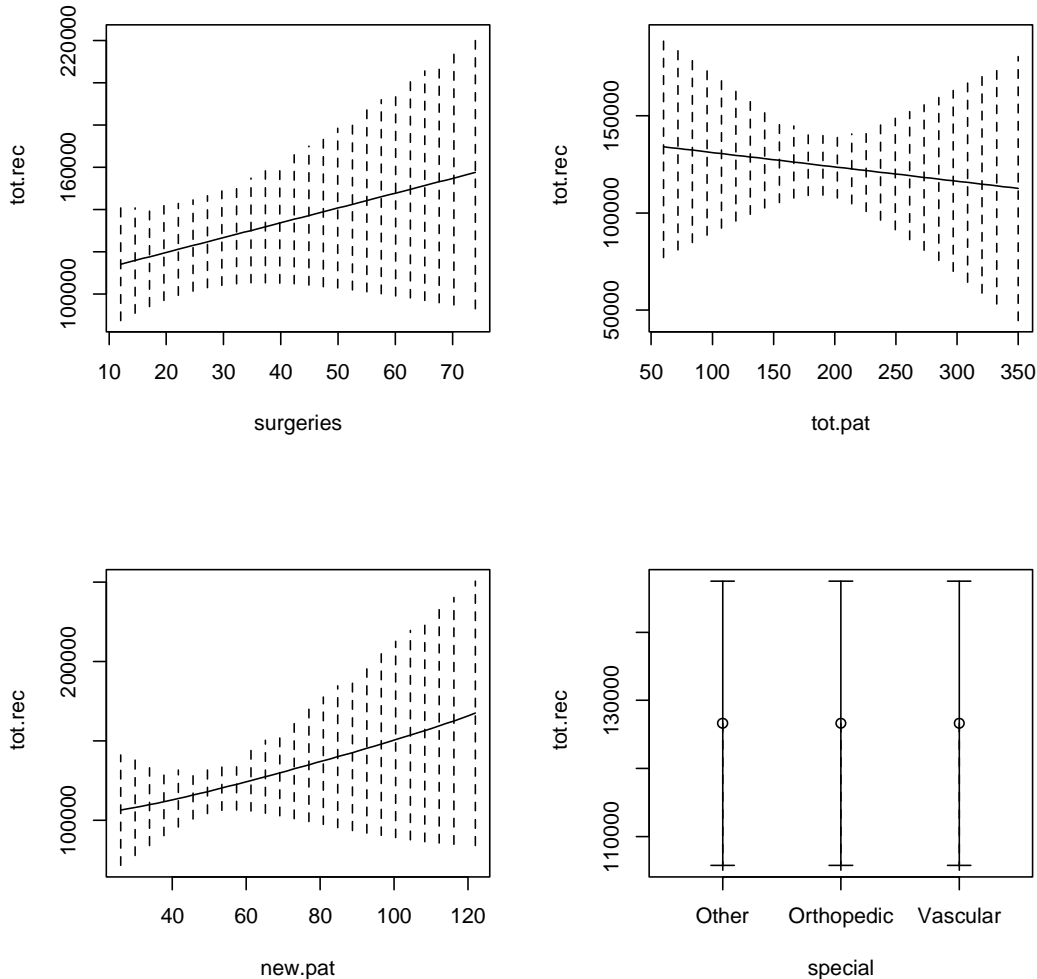 tot.rec
220000
160000
100000
10 20 30 40 50 60 70
surgeries
tot.rec
150000
100000
50000
50 100 150 200 250 300 350
tot.pat
tot.rec
200000
100000
40 60 80 100 120
new.pat
tot.rec
130000
110000
Other Orthopedic Vascular
special